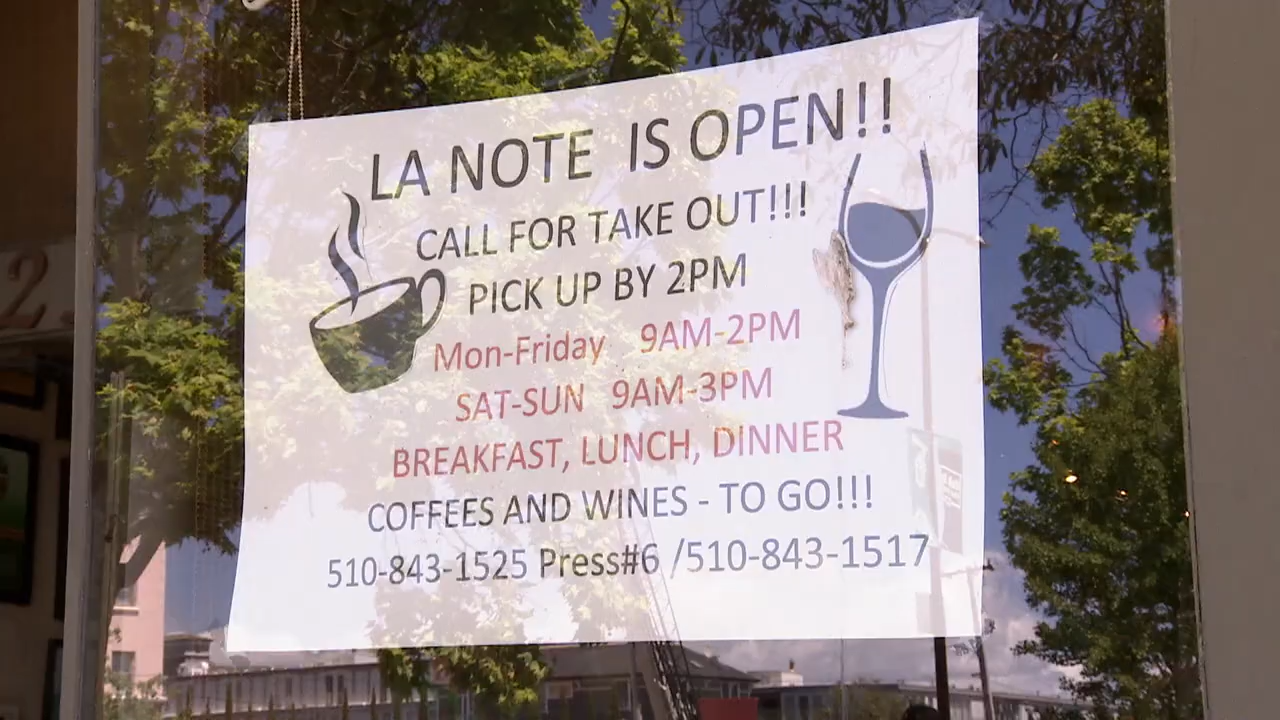 LA NOTE IS OPEN!!
CALL FOR TAKE OUT!!!
PICK UP BY 2PM
Mon-Friday 9AM-2PM
SAT-SUN 9AM-3PM
BREAKFAST, LUNCH, DINNER
COFFEES AND WINES - TO GO!!!
510-843-1525 Press#6 /510-843-1517
2